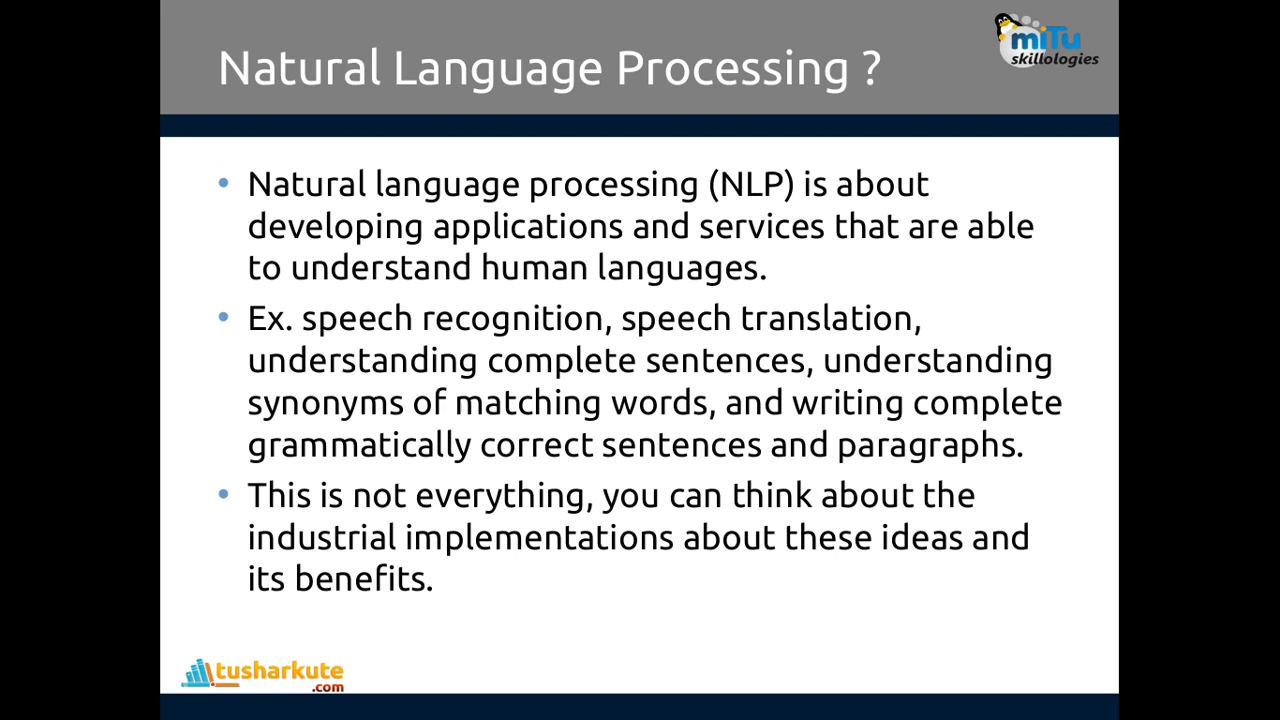 Natural Language Processing ?
miTu
skillologies
• Natural language processing (NLP) is about
developing applications and services that are able
to understand human languages.
• Ex. speech recognition, speech translation,
understanding complete sentences, understanding
synonyms of matching words, and writing complete
grammatically correct sentences and paragraphs.
• This is not everything, you can think about the
industrial implementations about these ideas and
its benefits.
tusharkute
.com